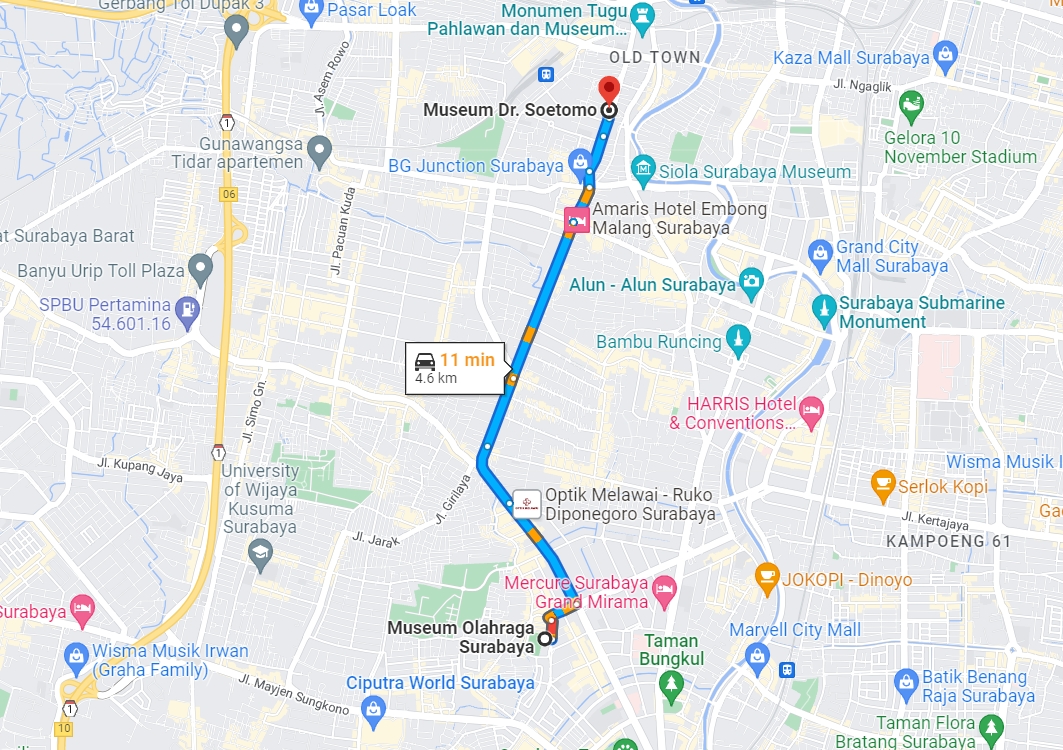 Gerbang Tol Dupak 3
Pasar Loak
Monumen Tugu
Pahlawan dan Museum...
OLD TOWN
Kaza Mall Surabaya
Jl. Asem Rowo
Jl. Ngaglik
Museum Dr. Soetomo
1
Gelora 10
November Stadium
Gunawangsa
Tidar apartemen
BG Junction Surabaya
Siola Surabaya Museum
06
Amaris Hotel Embong
Malang Surabaya
Jl. Pacuan Kuda
at Surabaya Barat
Banyu Urip Toll Plaza
Grand City
Mall Surabaya
Alun - Alun Surabaya
SPBU Pertamina
54.601.16
Surabaya Submarine
Monument
Bambu Runcing
11 min
4.6 km
Jl. Simo Gn.
HARRIS Hotel
& Conventions...
1
Jl. Kupang Jaya
University
of Wijaya
Kusuma
Surabaya
Jl. Girilaya
Wisma Musik I
Serlok Kopi
Optik Melawai - Ruko
Diponegoro Surabaya
Jl. Kertajaya
Ga
KAMPOENG 61
Jl. Jarak
Mercure Surabaya
Grand Mirama
JOKOPI - Dinoyo
Surabaya
Museum Olahraga
Surabaya
Taman
Bungkul
Marvell City Mall
Wisma Musik Irwan
(Graha Family)
Jl. Mayjen Sungkono
Ciputra World Surabaya
Batik Benang
Raja Surabaya
1
10
Taman Flora
Bratang Surabaya